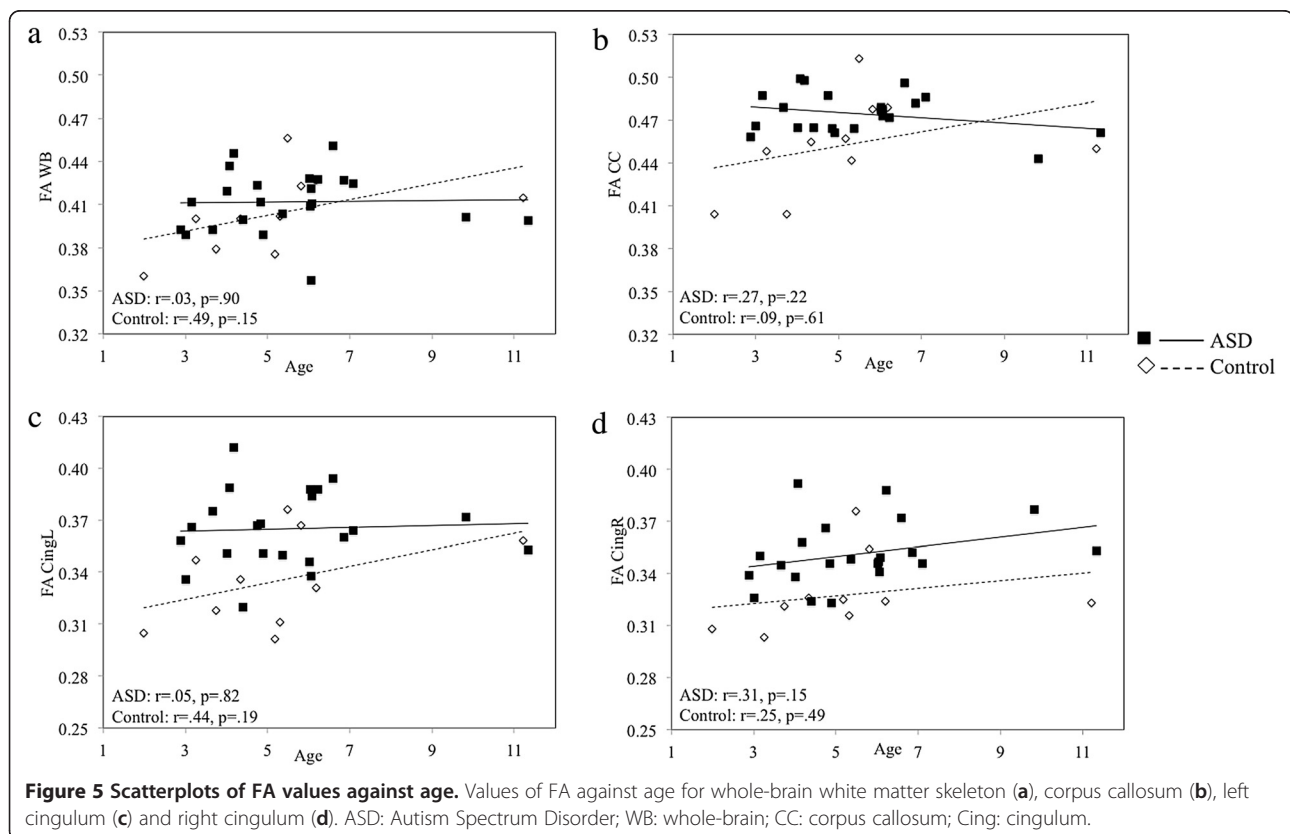 a
0.53
0.50
0.47
0.44
0.41
0.38
0.35
0.32
FA WB
ASD: r=.03, p=.90
Control: r=.49, p=.15
1 3 5 7 9 11
Age
b
0.53
0.50
0.47
0.44
0.41
0.38
0.35
0.32
FA CC
ASD: r=.27, p=.22
Control: r=.09, p=.61
1 3 5 7 9 11
Age
ASD
Control
c
0.43
0.40
0.37
0.34
0.31
0.28
0.25
FA CingL
ASD: r=.05, p=.82
Control: r=.44, p=.19
1 3 5 7 9 11
Age
d
0.43
0.40
0.37
0.34
0.31
0.28
0.25
FA CingR
ASD: r=.31, p=.15
Control: r=.25, p=.49
1 3 5 7 9 11
Age
Figure 5 Scatterplots of FA values against age. Values of FA against age for whole-brain white matter skeleton (a), corpus callosum (b), left
cingulum (c) and right cingulum (d). ASD: Autism Spectrum Disorder; WB: whole-brain; CC: corpus callosum; Cing: cingulum.